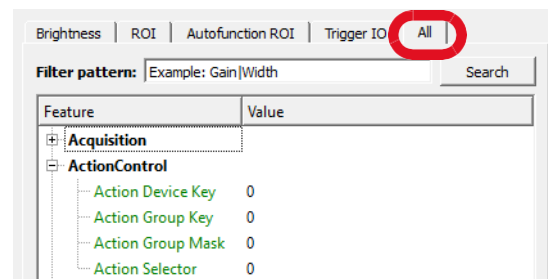 Brightness ROI Autofunction ROI Trigger IO All
Filter pattern: Example: Gain|Width Search
Feature Value
Acquisition
ActionControl
Action Device Key 0
Action Group Key 0
Action Group Mask 0
Action Selector 0